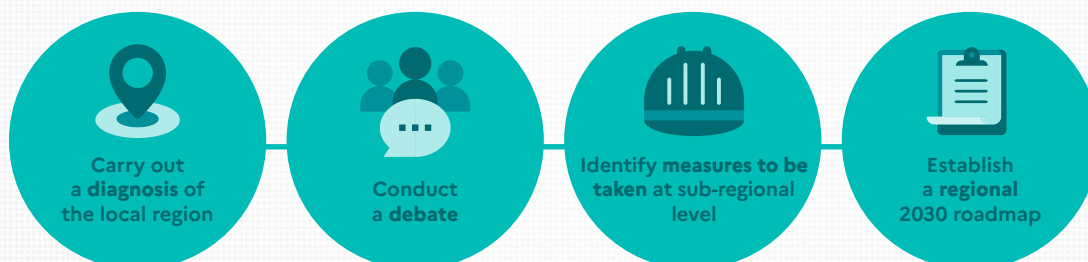 Carry out
a diagnosis of
the local region
Conduct
a debate
Identify measures to be
taken at sub-regional
level
Establish
a regional
2030 roadmap